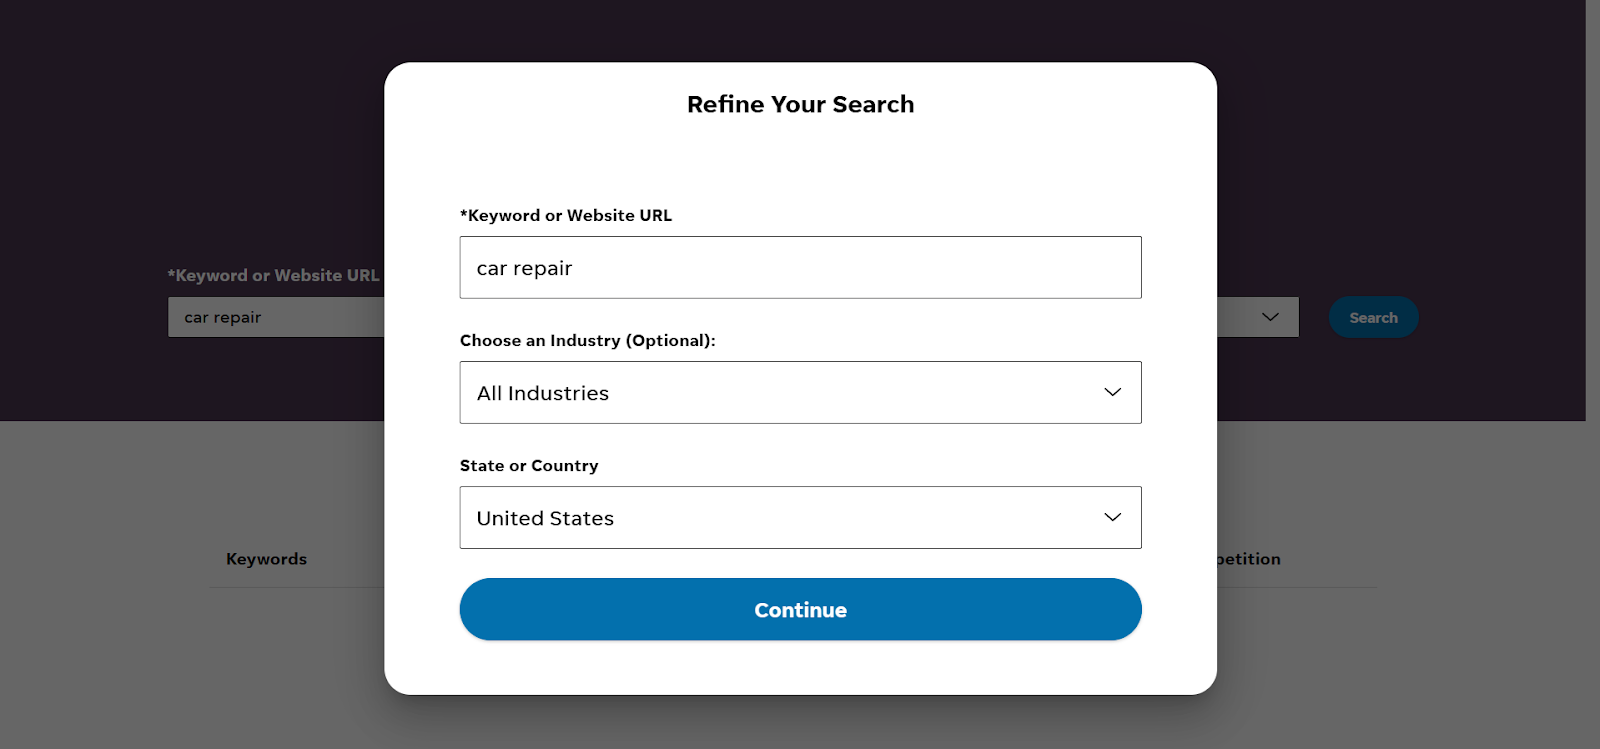 Refine Your Search
*Keyword or Website URL
car repair
Choose an Industry (Optional):
All Industries
State or Country
United States
Continue
*Keyword or Website URL
car repair
Search
Keywords
petition